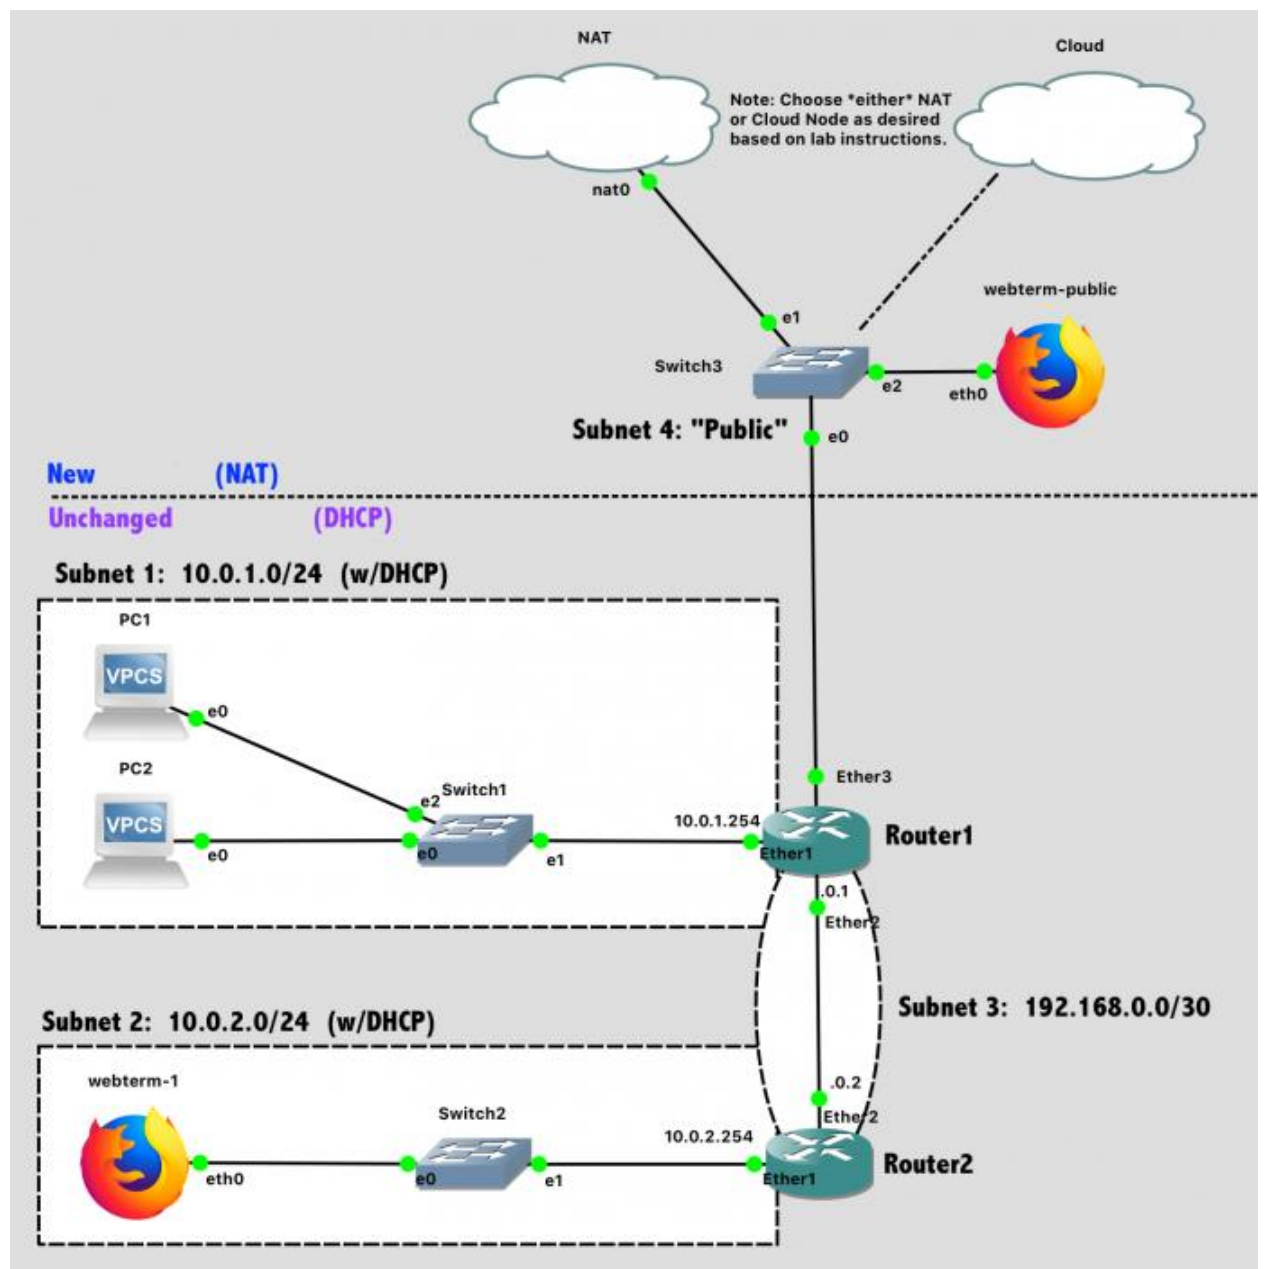 NAT
Cloud
Note: Choose *either* NAT
or Cloud Node as desired
based on lab instructions.
nat0
webterm-public
e1
Switch3
e2
eth0
Subnet 4: "Public"
e0
New (NAT)
Unchanged (DHCP)
Subnet 1: 10.0.1.0/24 (w/DHCP)
PC1
VPCS
e0
PC2
VPCS
e0
Switch1
e2
e0
e1
Ether3
10.0.1.254
Ether1
Router1
.0.1
Ether2
Subnet 3: 192.168.0.0/30
Subnet 2: 10.0.2.0/24 (w/DHCP)
webterm-1
eth0
Switch2
e0
e1
.0.2
Ether2
10.0.2.254
Ether1
Router2